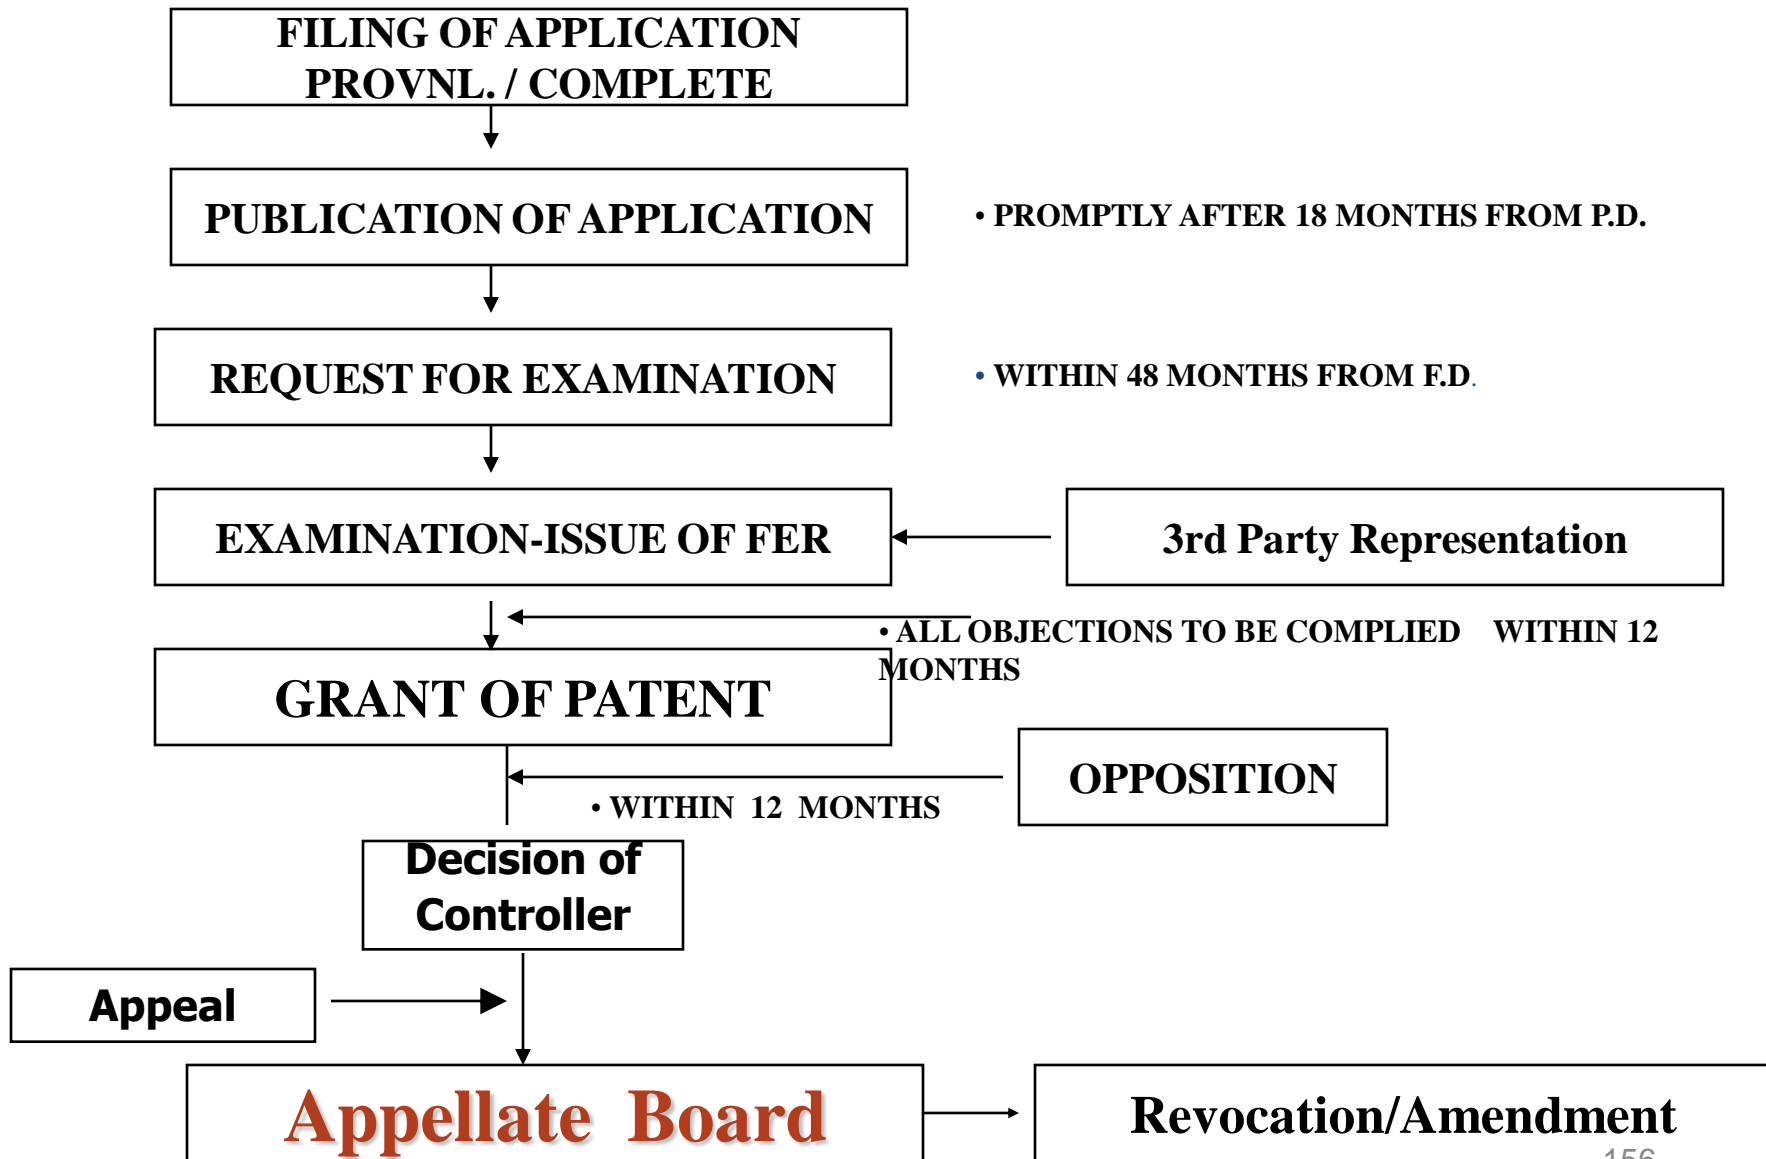 FILING OF APPLICATION
PROVNL. / COMPLETE
PUBLICATION OF APPLICATION
• PROMPTLY AFTER 18 MONTHS FROM P.D.
REQUEST FOR EXAMINATION
• WITHIN 48 MONTHS FROM F.D.
EXAMINATION-ISSUE OF FER
3rd Party Representation
• ALL OBJECTIONS TO BE COMPLIED WITHIN 12
MONTHS
GRANT OF PATENT
OPPOSITION
• WITHIN 12 MONTHS
Decision of
Controller
Appeal
Appellate Board
Revocation/Amendment
156